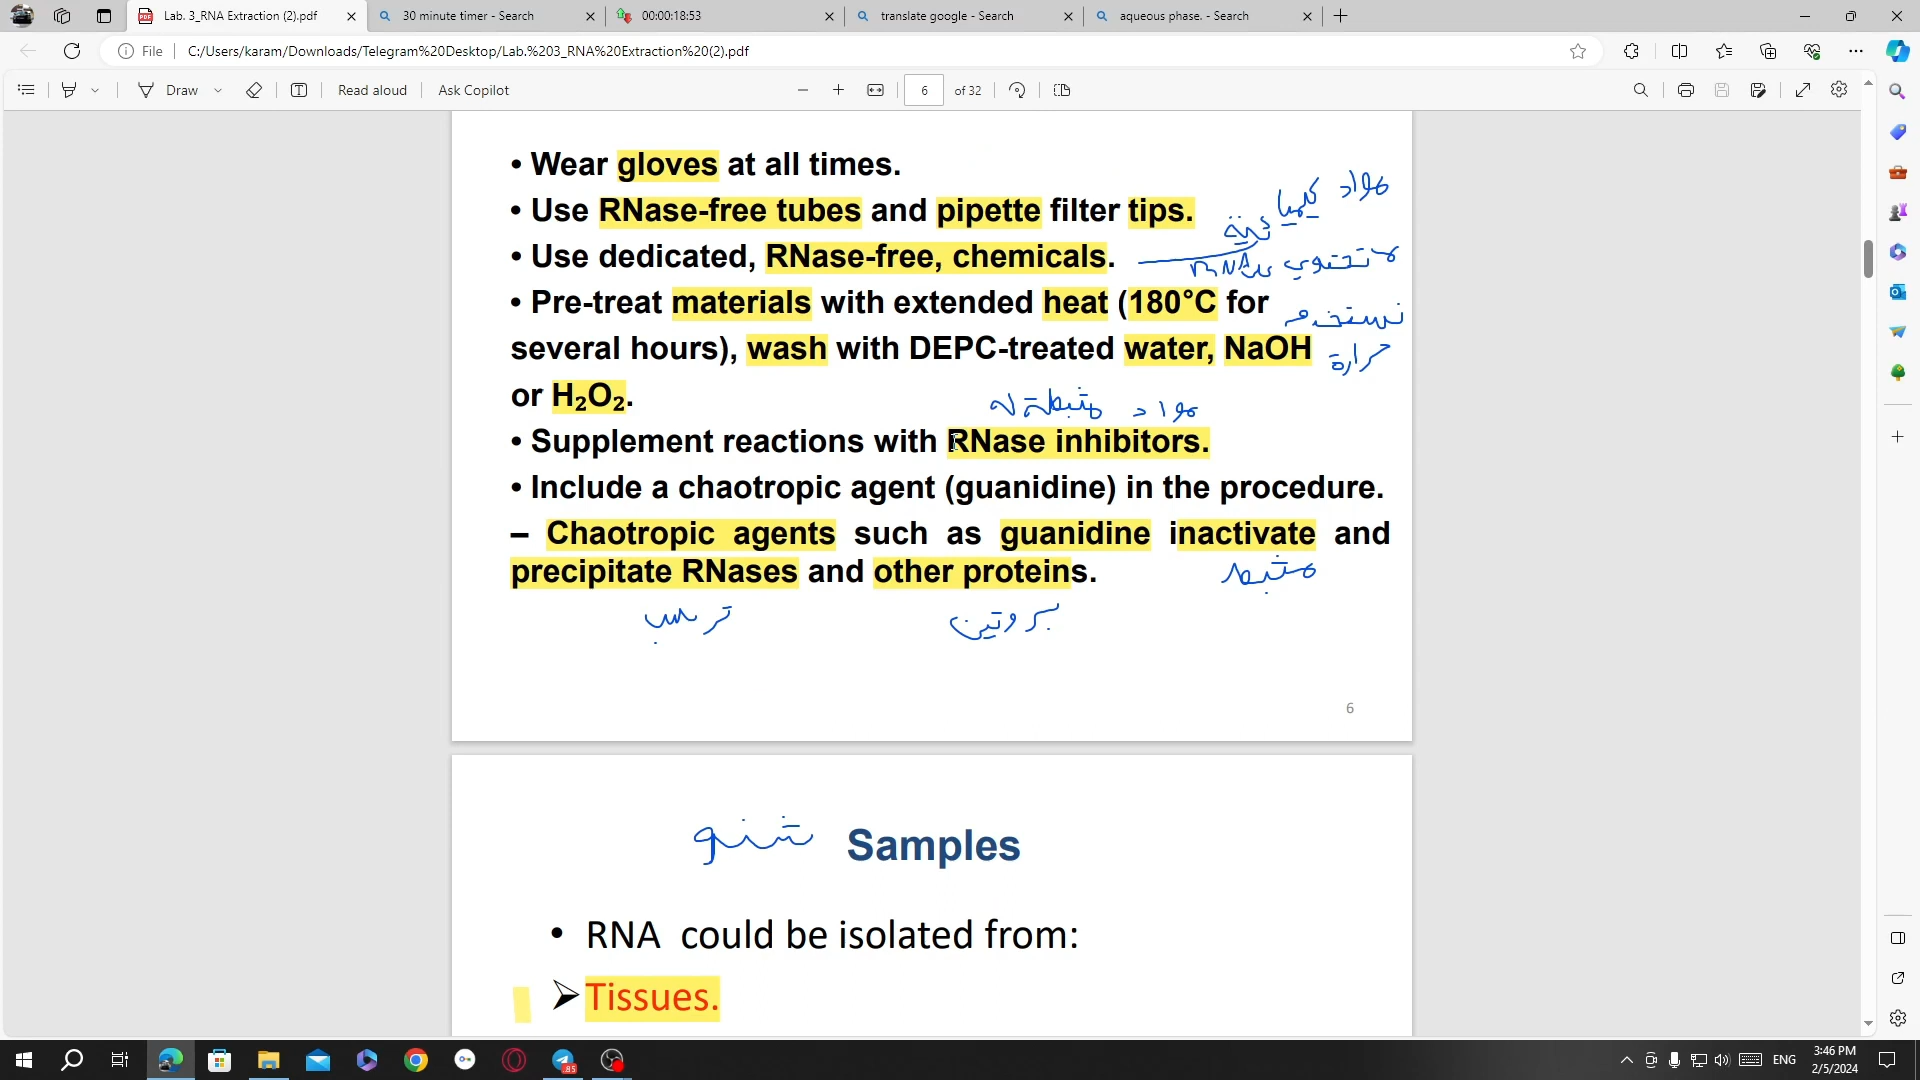 Lab. 3_RNA Extraction (2).pdf
30 minute timer - Search
00:00:18:53
translate google - Search
aqueous phase. - Search
File
C:/Users/karam/Downloads/Telegram%20Desktop/Lab.%203_RNA%20Extraction%20(2).pdf
Draw
Read aloud
Ask Copilot
6 of 32
• Wear gloves at all times.
• Use RNase-free tubes and pipette filter tips.
مواد كيميائية
• Use dedicated, RNase-free, chemicals.
• Pre-treat materials with extended heat (180°C for
نستخدم
several hours), wash with DEPC-treated water, NaOH
حرارة
or H₂O₂.
مواد مثبطة لـ
• Supplement reactions with RNase inhibitors.
• Include a chaotropic agent (guanidine) in the procedure.
– Chaotropic agents such as guanidine inactivate and
precipitate RNases and other proteins.
مثبط
ترسب بروتين
6
شنو Samples
• RNA could be isolated from:
➢Tissues.
85
ENG
3:46 PM
2/5/2024